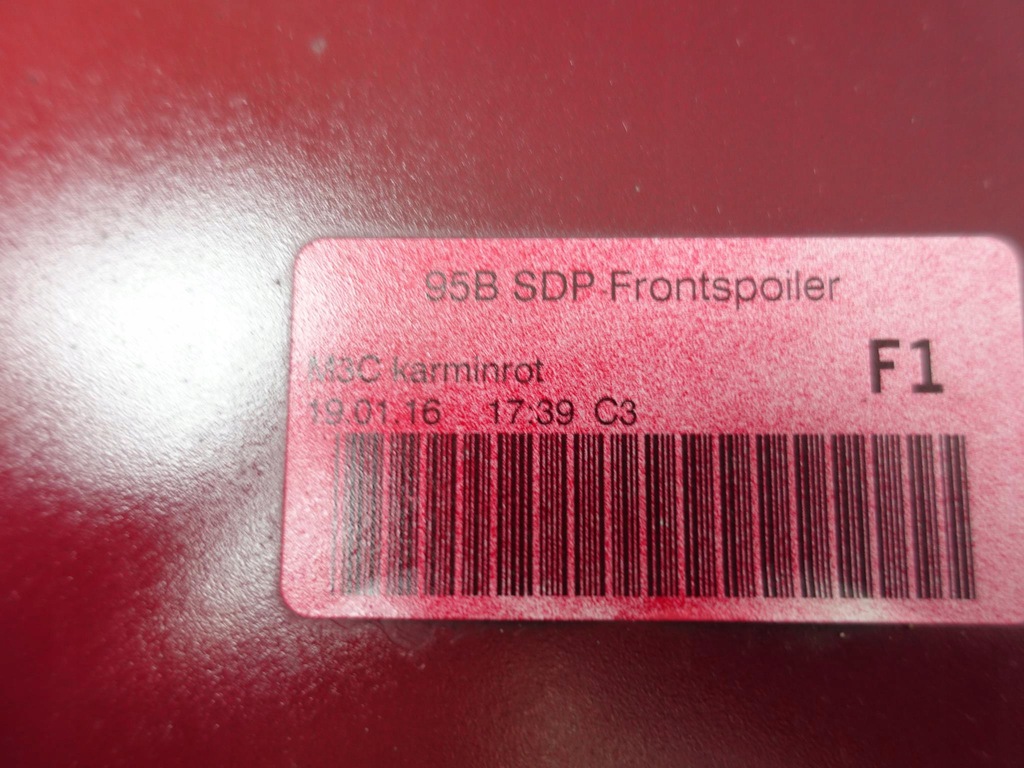 95B SDP-Frontspoiler
M3C karminrot
F1
19.01.16 17:39 C3